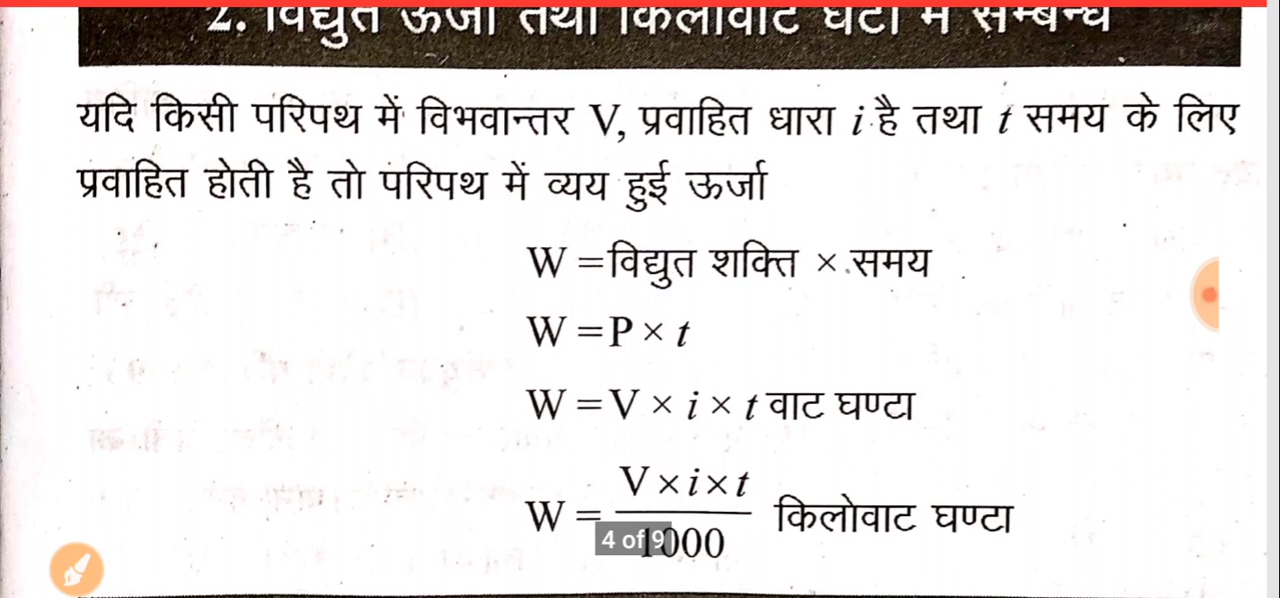 2. विद्युत ऊर्जा तथा किलोवाट घंटा में सम्बन्ध
यदि किसी परिपथ में विभवान्तर V, प्रवाहित धारा i है तथा t समय के लिए
प्रवाहित होती है तो परिपथ में व्यय हुई ऊर्जा
W = विद्युत शक्ति × समय
W = P × t
W = V × i × t वाट घण्टा
W = V × i × t / 1000 किलोवाट घण्टा
4 of 9